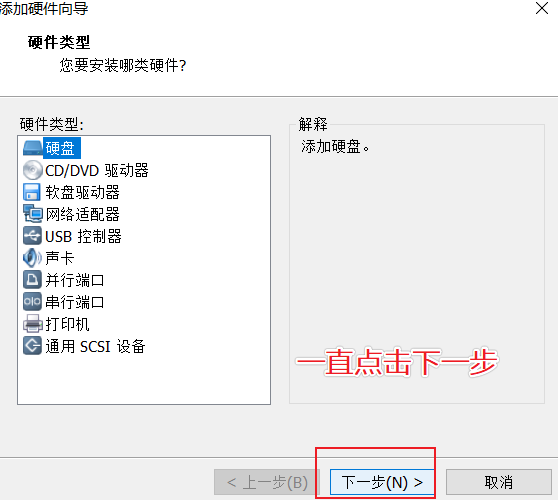 添加硬件向导
硬件类型
您要安装哪类硬件?
硬件类型:
硬盘
CD/DVD 驱动器
软盘驱动器
网络适配器
USB 控制器
声卡
并行端口
串行端口
打印机
通用 SCSI 设备
解释
添加硬盘。
一直点击下一步
< 上一步(B)
下一步(N) >
取消